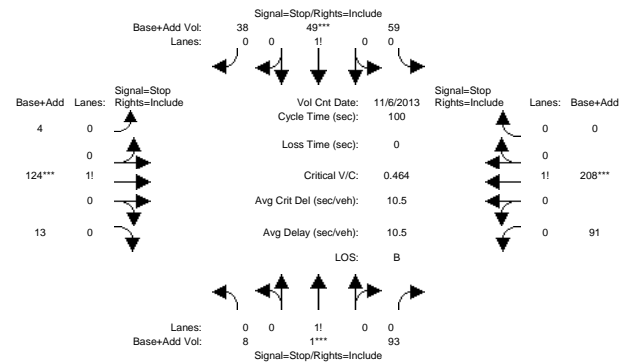 Signal=Stop/Rights=Include
Base+Add Vol: 38 49*** 59
Lanes: 0 0 1! 0 0
Signal=Stop
Base+Add Lanes: Rights=Include
Vol Cnt Date: 11/6/2013
Signal=Stop
Rights=Include Lanes: Base+Add
Cycle Time (sec): 100
4 0
0 0
Loss Time (sec): 0
0
0
124*** 1!
Critical V/C: 0.464
1! 208***
0
Avg Crit Del (sec/veh): 10.5
0
13 0
Avg Delay (sec/veh): 10.5
0 91
LOS: B
Lanes: 0 0 1! 0 0
Base+Add Vol: 8 1*** 93
Signal=Stop/Rights=Include